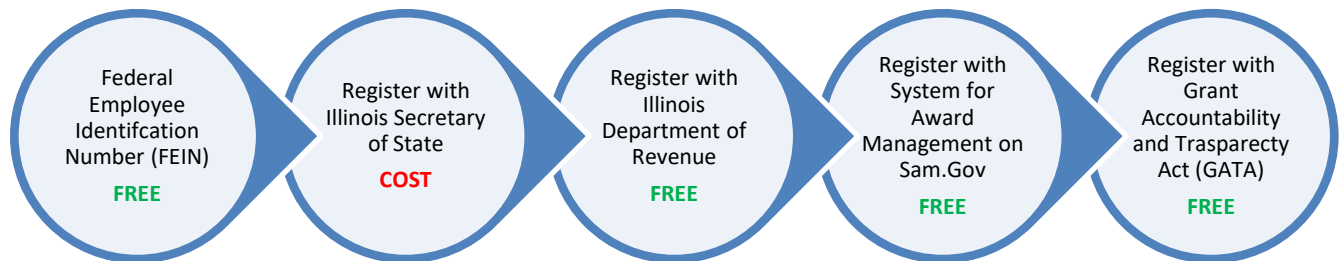 Federal
Employee
Identifcation
Number (FEIN)
FREE
Register with
Illinois Secretary
of State
COST
Register with
Illinois
Department of
Revenue
FREE
Register with
System for
Award
Management on
Sam.Gov
FREE
Register with
Grant
Accountability
and Trasparecty
Act (GATA)
FREE